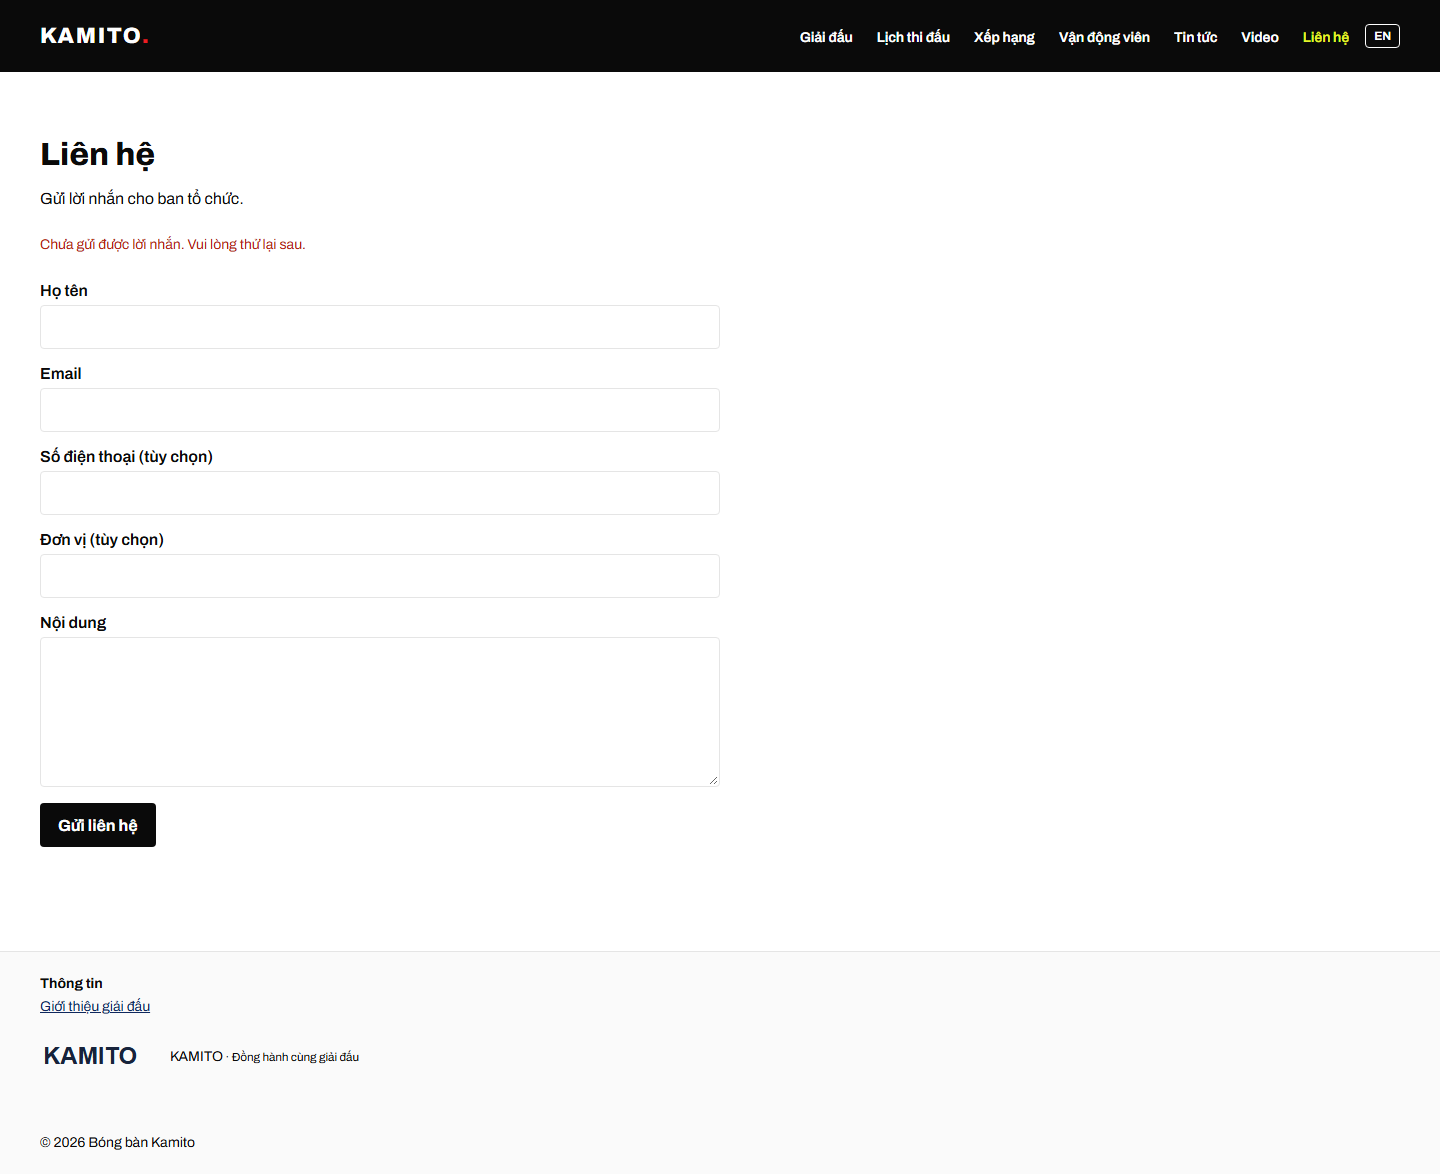 KAMITO.
Giải đấu Lịch thi đấu Xếp hạng Vận động viên Tin tức Video Liên hệ EN
Liên hệ
Gửi lời nhắn cho ban tổ chức.
Chưa gửi được lời nhắn. Vui lòng thử lại sau.
Họ tên
Email
Số điện thoại (tùy chọn)
Đơn vị (tùy chọn)
Nội dung
Gửi liên hệ
Thông tin
Giới thiệu giải đấu
KAMITO KAMITO · Đồng hành cùng giải đấu
© 2026 Bóng bàn Kamito